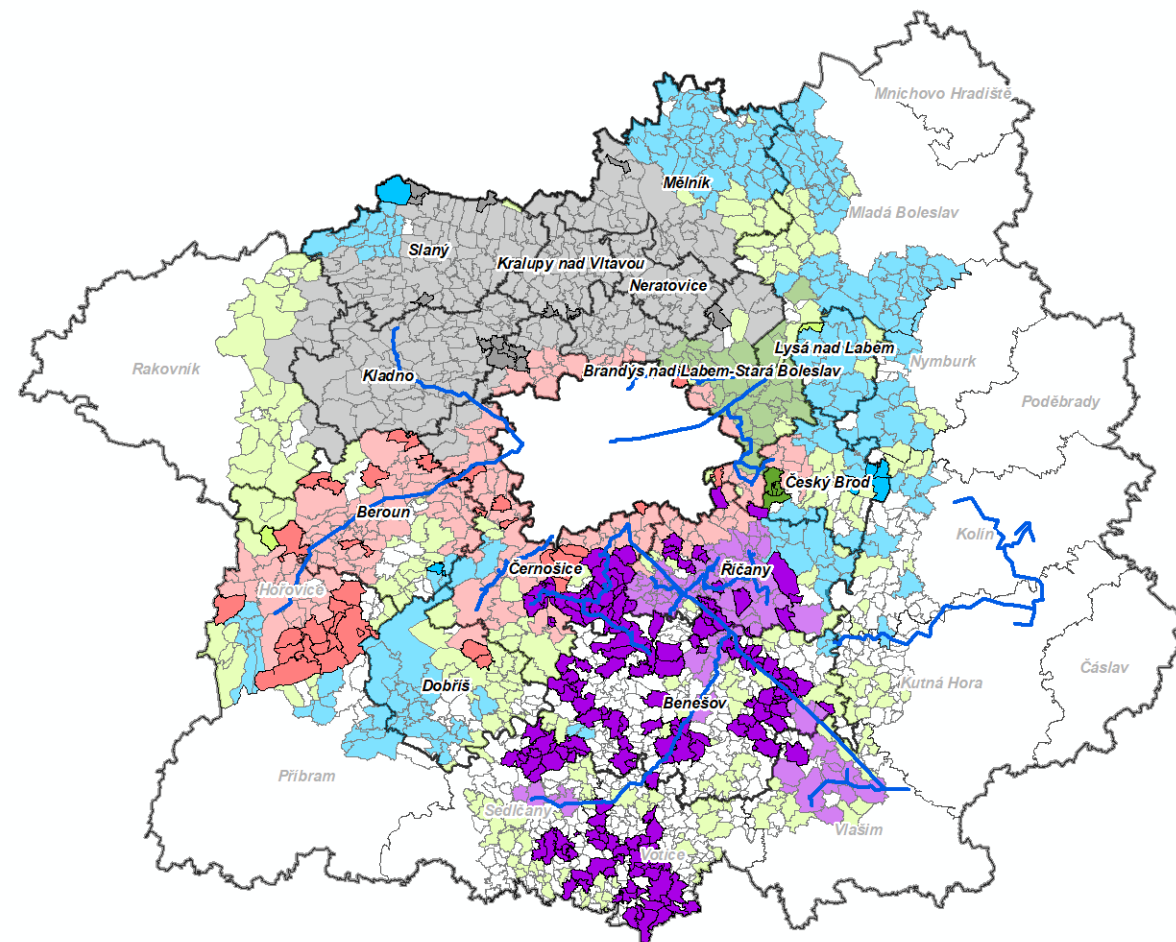 Mnichovo Hradiště
Mělník
Mladá Boleslav
Slaný
Kralupy nad Vltavou
Neratovice
Lysá nad Labem
Nymburk
Rakovník
Kladno
Brandýs nad Labem-Stará Boleslav
Poděbrady
Český Brod
Beroun
Kolín
Hořovice
Černošice
Říčany
Čáslav
Kutná Hora
Dobříš
Benešov
Příbram
Sedlčany
Vlašim
Votice